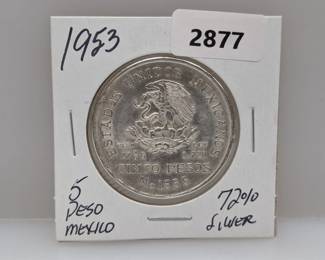 1953
2877
ESTADOS UNIDOS MEXICANOS
CINCO PESOS
5
PESO
MEXICO
72%
SILVER